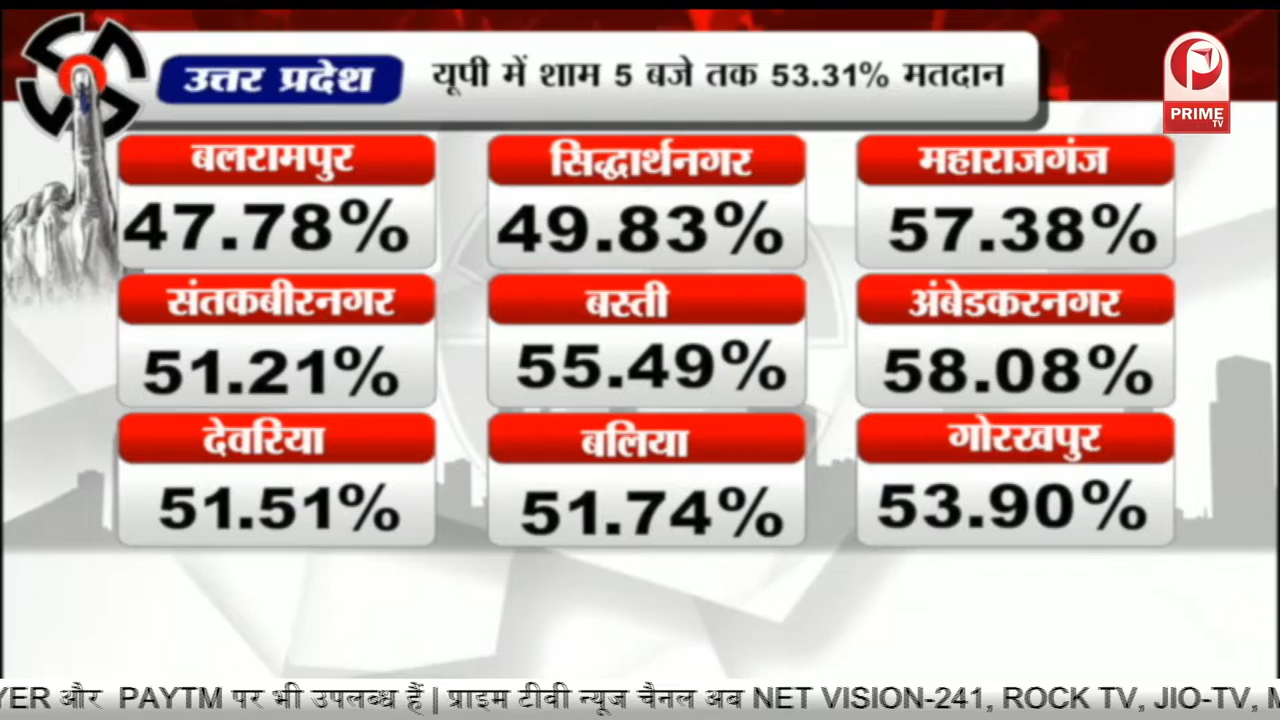 उत्तर प्रदेश यूपी में शाम 5 बजे तक 53.31% मतदान
PRIME
TV
बलरामपुर सिद्धार्थनगर महाराजगंज
47.78% 49.83% 57.38%
संतकबीरनगर बस्ती अंबेडकरनगर
51.21% 55.49% 58.08%
देवरिया बलिया गोरखपुर
51.51% 51.74% 53.90%
YER और PAYTM पर भी उपलब्ध हैं | प्राइम टीवी न्यूज चैनल अब NET VISION-241, ROCK TV, JIO-TV,